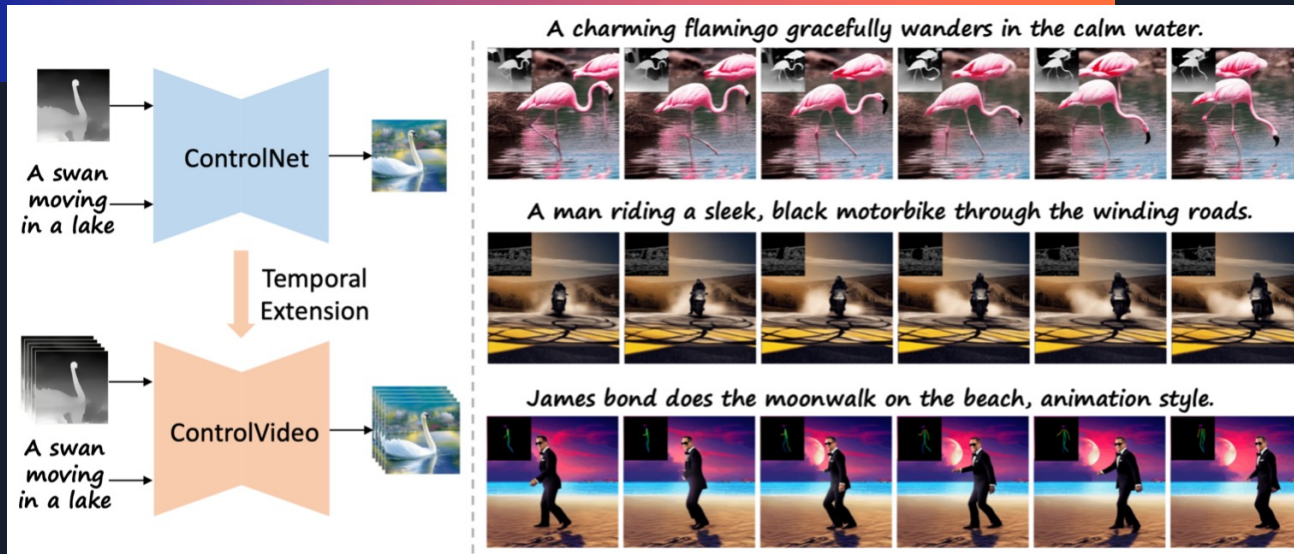 A swan
moving
in a lake
ControlNet
Temporal
Extension
A swan
moving
in a lake
ControlVideo
A charming flamingo gracefully wanders in the calm water.
A man riding a sleek, black motorbike through the winding roads.
James bond does the moonwalk on the beach, animation style.